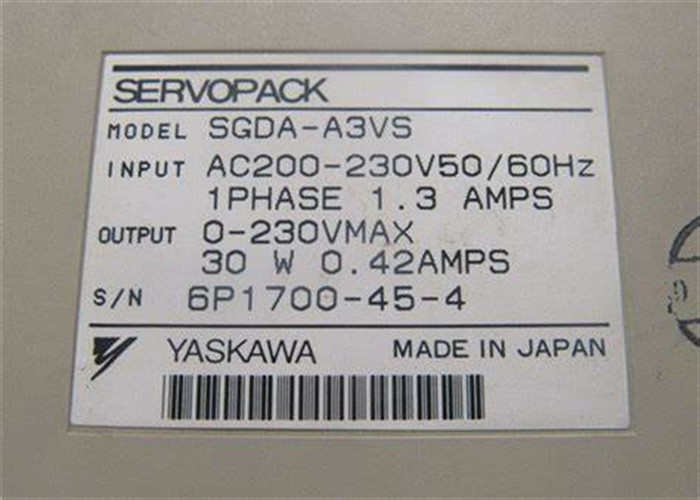 SERVOPACK
MODEL SGDA-A3VS
INPUT AC200-230V50/60Hz
1PHASE 1.3 AMPS
OUTPUT 0-230VMAX
30 W 0.42AMPS
S/N 6P1700-45-4
YASKAWA MADE IN JAPAN